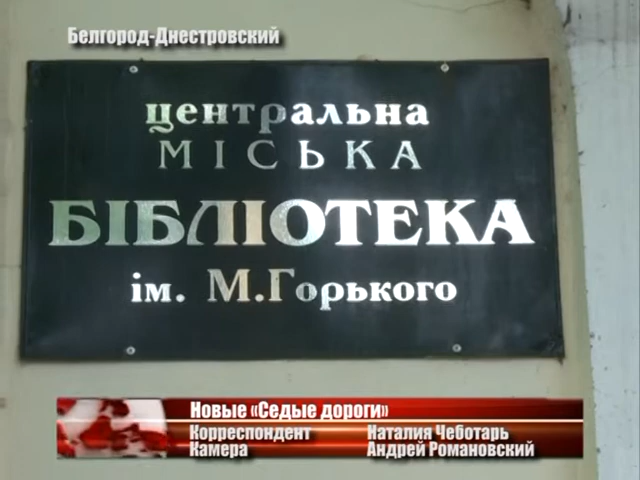 Белгород-Днестровский
центральна
МІСЬКА
БІБЛІОТЕКА
ім. М.Горького
Новые «Седые дороги»
Корреспондент Наталия Чеботарь
Камера Андрей Романовский